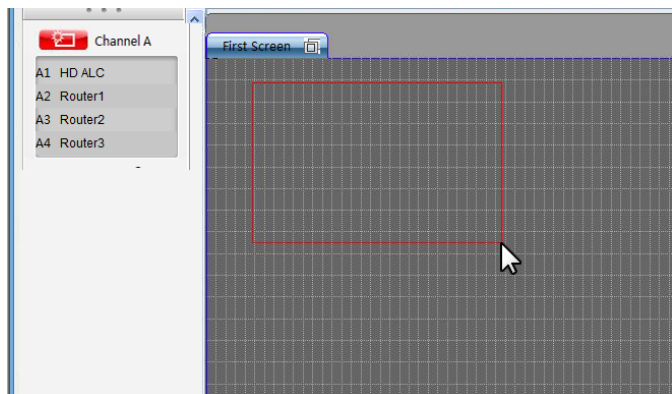 Channel A
A1 HD ALC
A2 Router1
A3 Router2
A4 Router3
First Screen